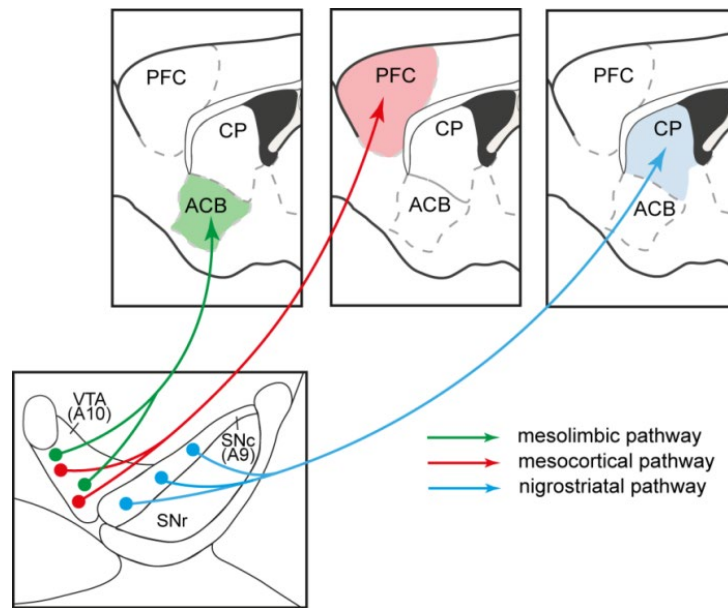 PFC
CP
ACB
PFC
CP
ACB
PFC
CP
ACB
VTA
(A10)
SNc
(A9)
SNr
mesolimbic pathway
mesocortical pathway
nigrostriatal pathway